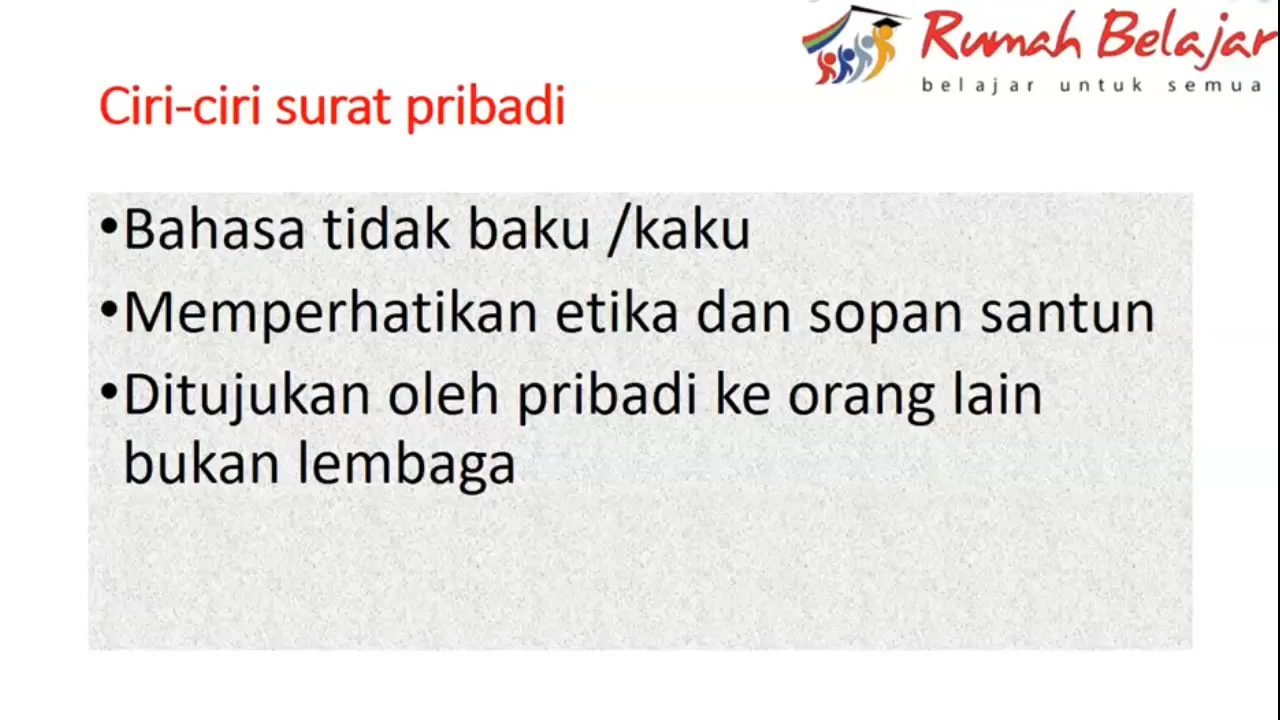 Rumah Belajar
belajar untuk semua
Ciri-ciri surat pribadi
•Bahasa tidak baku /kaku
•Memperhatikan etika dan sopan santun
•Ditujukan oleh pribadi ke orang lain
bukan lembaga